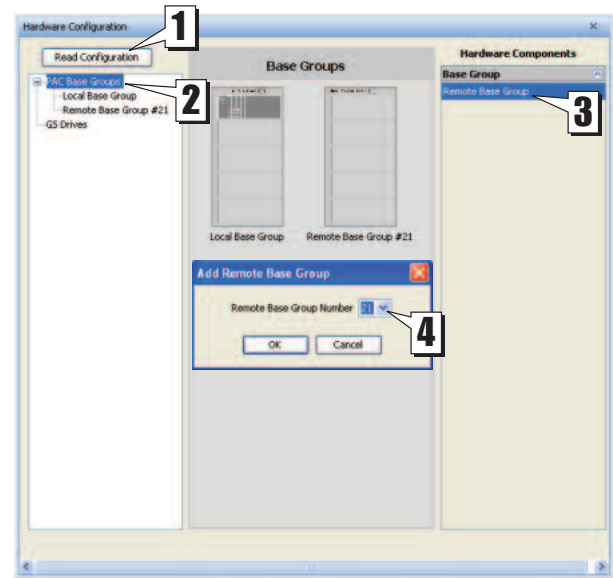 Hardware Configuration
1
Read Configuration
PAC Base Groups
2
Local Base Group
Remote Base Group #21
GS Drives
Base Groups
Local Base Group
Remote Base Group #21
Hardware Components
Base Group
Remote Base Group
3
Add Remote Base Group
Remote Base Group Number 21
4
OK
Cancel